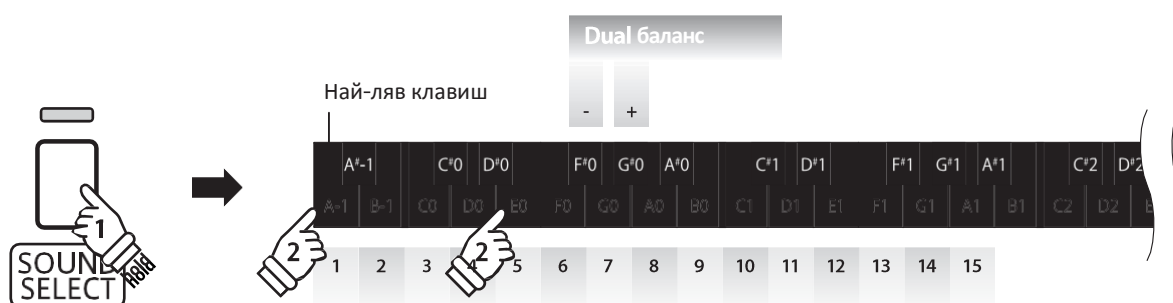 Dual баланс
Най-ляв клавиш
- +
A#-1 C#0 D#0 F#0 G#0 A#0 C#1 D#1 F#1 G#1 A#1 C#2 D#2
A-1 B-1 C0 D0 E0 F0 G0 A0 B0 C1 D1 E1 F1 G1 A1 B1 C2 D2 E
1 hold
2 2
SOUND
SELECT
1 2 3 4 5 6 7 8 9 10 11 12 13 14 15